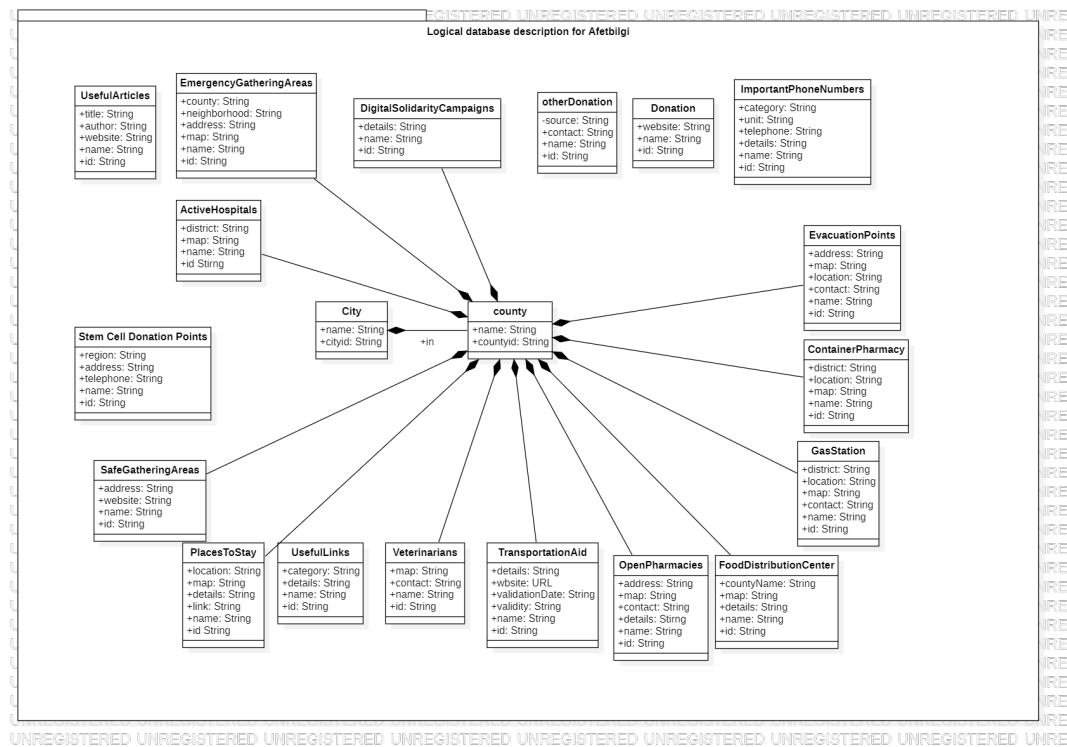 UNREGISTERED UNREGISTERED UNREGISTERED UNREGISTERED UNRE
Logical database description for Afetbilgi
UsefulArticles
+title: String
+author: String
+website: String
+name: String
+id: String
EmergencyGatheringAreas
+county: String
+neighborhood: String
+address: String
+map: String
+name: String
+id: String
DigitalSolidarityCampaigns
+details: String
+name: String
+id: String
otherDonation
-source: String
+contact: String
+name: String
+id: String
Donation
+website: String
+name: String
+id: String
ImportantPhoneNumbers
+category: String
+unit: String
+telephone: String
+details: String
+name: String
+id: String
ActiveHospitals
+district: String
+map: String
+name: String
+id Stirng
EvacuationPoints
+address: String
+map: String
+location: String
+contact: String
+name: String
+id: String
City
+name: String
+cityid: String
+in
county
+name: String
+countyid: String
Stem Cell Donation Points
+region: String
+address: String
+telephone: String
+name: String
+id: String
ContainerPharmacy
+district: String
+location: String
+map: String
+name: String
+id: String
GasStation
+district: String
+location: String
+map: String
+contact: String
+name: String
+id: String
SafeGatheringAreas
+address: String
+website: String
+name: String
+id: String
PlacesToStay
+location: String
+map: String
+details: String
+link: String
+name: String
+id String
UsefulLinks
+category: String
+details: String
+name: String
+id: String
Veterinarians
+map: String
+contact: String
+name: String
+id: String
TransportationAid
+details: String
+wbsite: URL
+validationDate: String
+validity: String
+name: String
+id: String
OpenPharmacies
+address: String
+map: String
+contact: String
+details: Stirng
+name: String
+id: String
FoodDistributionCenter
+countyName: String
+map: String
+details: String
+name: String
+id: String
UNREGISTERED UNREGISTERED UNREGISTERED UNREGISTERED UNREGISTERED UNREGISTERED UNREGISTERED UNREGISTERED UNRE